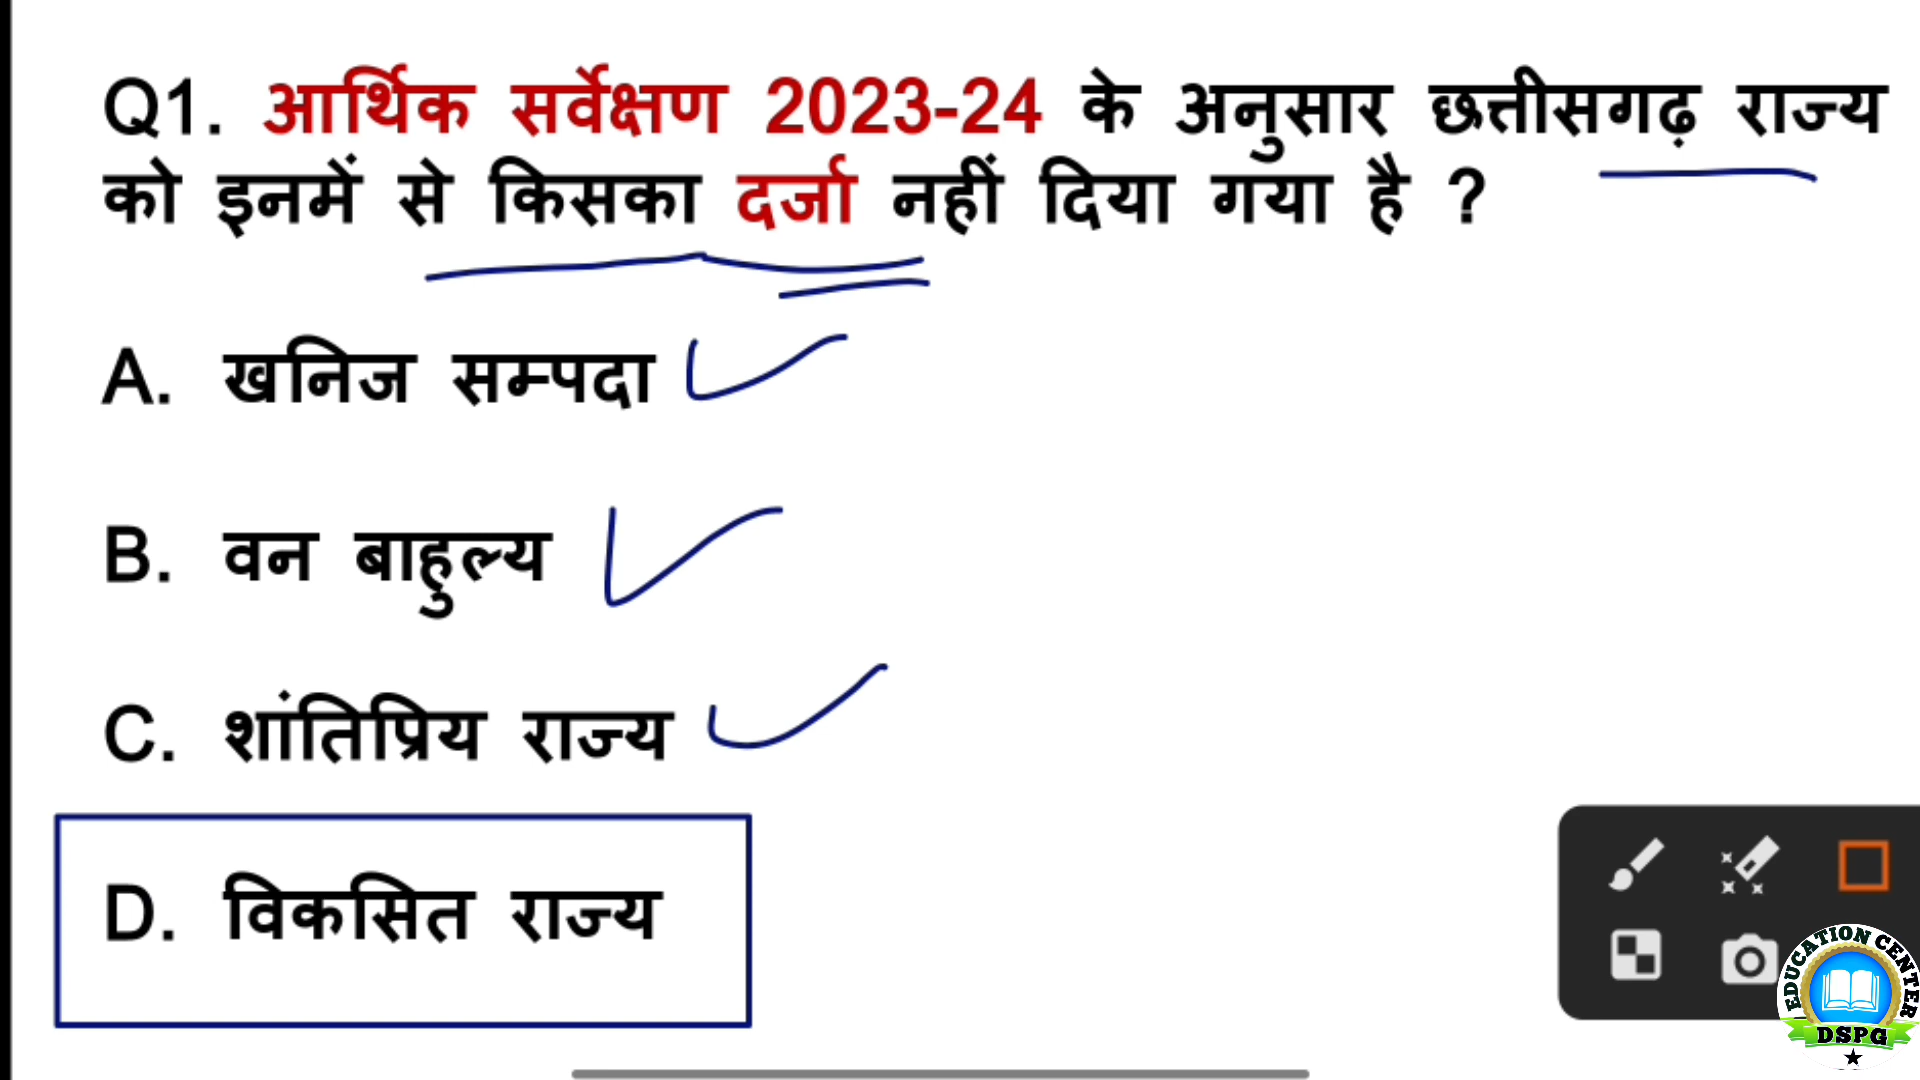 Q1. आर्थिक सर्वेक्षण 2023-24 के अनुसार छत्तीसगढ़ राज्य
को इनमें से किसका दर्जा नहीं दिया गया है ?
A. खनिज सम्पदा
B. वन बाहुल्य
C. शांतिप्रिय राज्य
D. विकसित राज्य
EDUCATION CENTER
DSPG